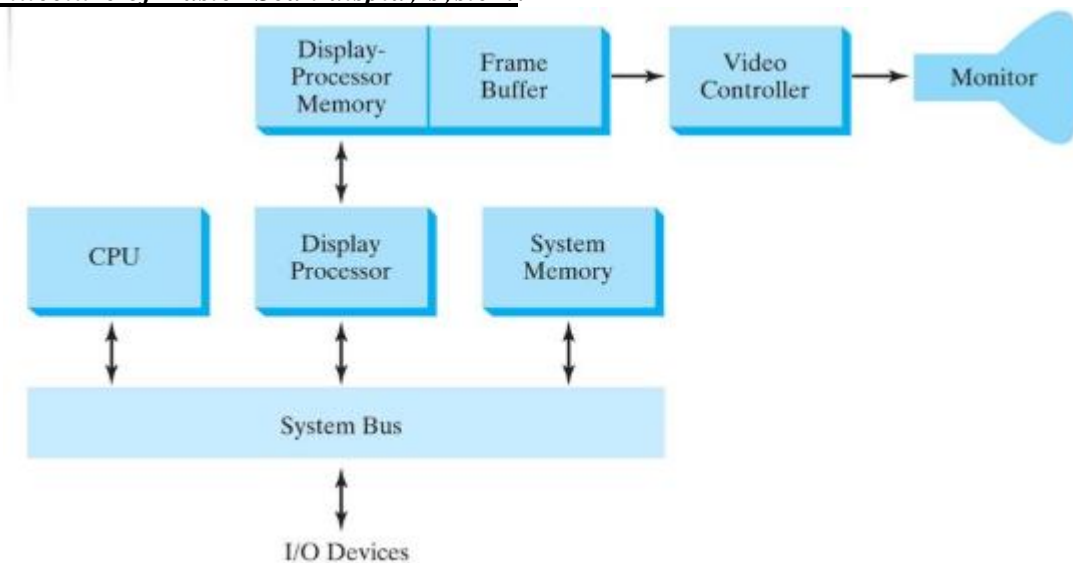 Display-
Processor
Memory
Frame
Buffer
Video
Controller
Monitor
CPU
Display
Processor
System
Memory
System Bus
I/O Devices